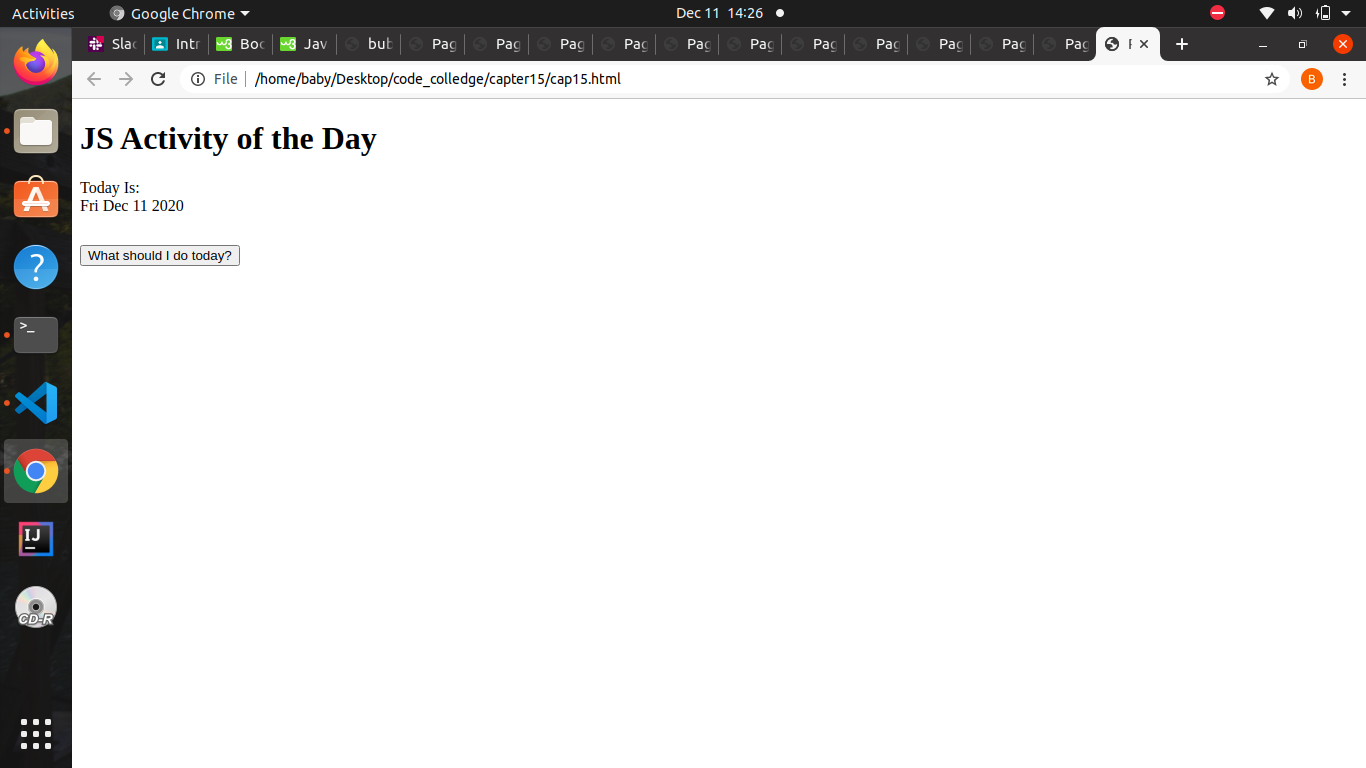 Activities
Google Chrome
Dec 11 14:26
Slac
Intr
Boo
Jav
bub
Pag
Pag
Pag
Pag
Pag
Pag
Pag
Pag
Pag
Pag
Pag
File
/home/baby/Desktop/code_colledge/capter15/cap15.html
B
JS Activity of the Day
Today Is:
Fri Dec 11 2020
What should I do today?
>_
IJ
CD-R